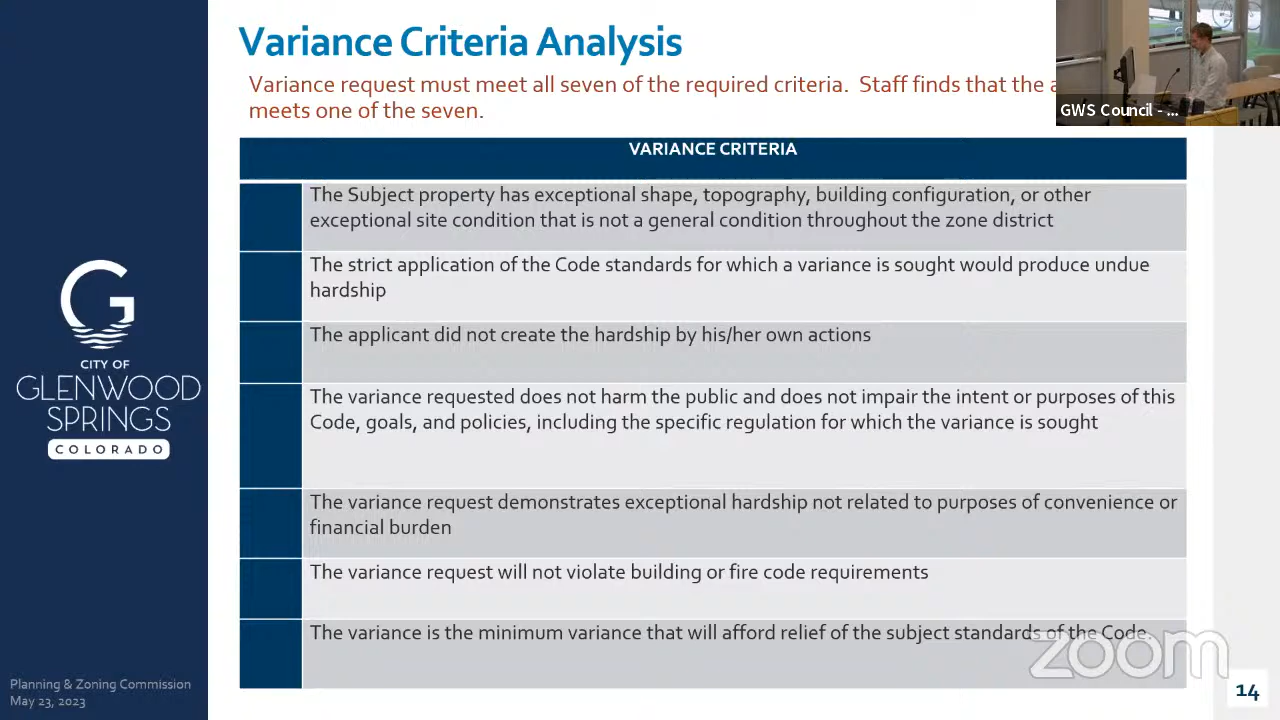 Variance Criteria Analysis
Variance request must meet all seven of the required criteria. Staff finds that the
meets one of the seven.
GWS Council - ...
VARIANCE CRITERIA
The Subject property has exceptional shape, topography, building configuration, or other
exceptional site condition that is not a general condition throughout the zone district
The strict application of the Code standards for which a variance is sought would produce undue
hardship
The applicant did not create the hardship by his/her own actions
The variance requested does not harm the public and does not impair the intent or purposes of this
Code, goals, and policies, including the specific regulation for which the variance is sought
The variance request demonstrates exceptional hardship not related to purposes of convenience or
financial burden
The variance request will not violate building or fire code requirements
The variance is the minimum variance that will afford relief of the subject standards of the Code.
zoom
14
G
CITY OF
GLENWOOD
SPRINGS
COLORADO
Planning & Zoning Commission
May 23, 2023